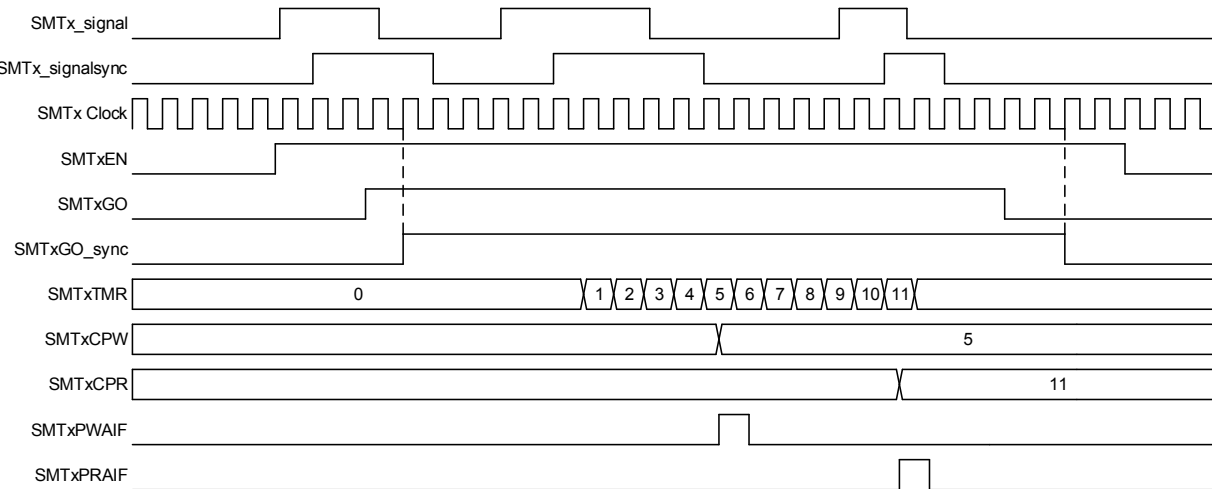 SMTx_signal
SMTx_signalsync
SMTx Clock
SMTxEN
SMTxGO
SMTxGO_sync
SMTxTMR 0 1 2 3 4 5 6 7 8 9 10 11
SMTxCPW 5
SMTxCPR 11
SMTxPWAIF
SMTxPRAIF